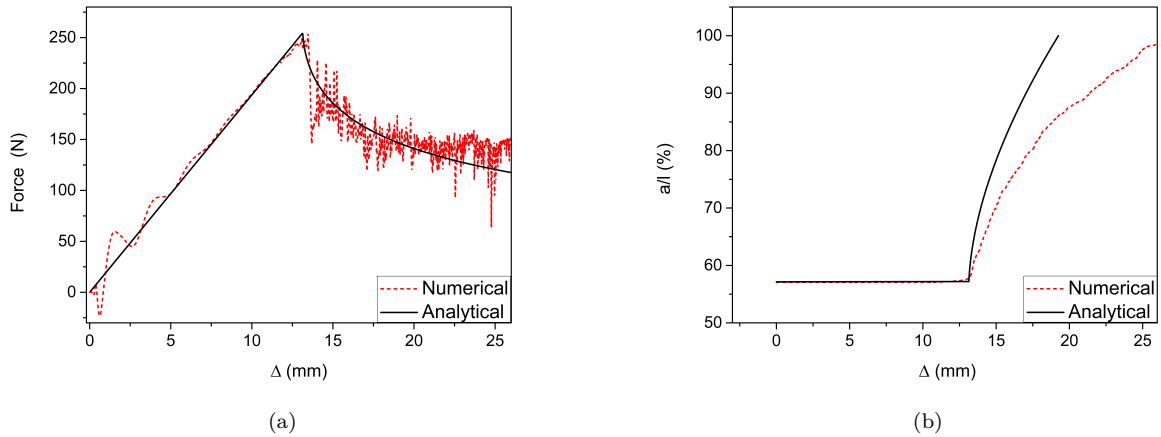 250
200
150
100
50
0
Force (N)
0 5 10 15 20 25
Δ (mm)
Numerical
Analytical
(a)
100
90
80
70
60
50
a/l (%)
0 5 10 15 20 25
Δ (mm)
Numerical
Analytical
(b)